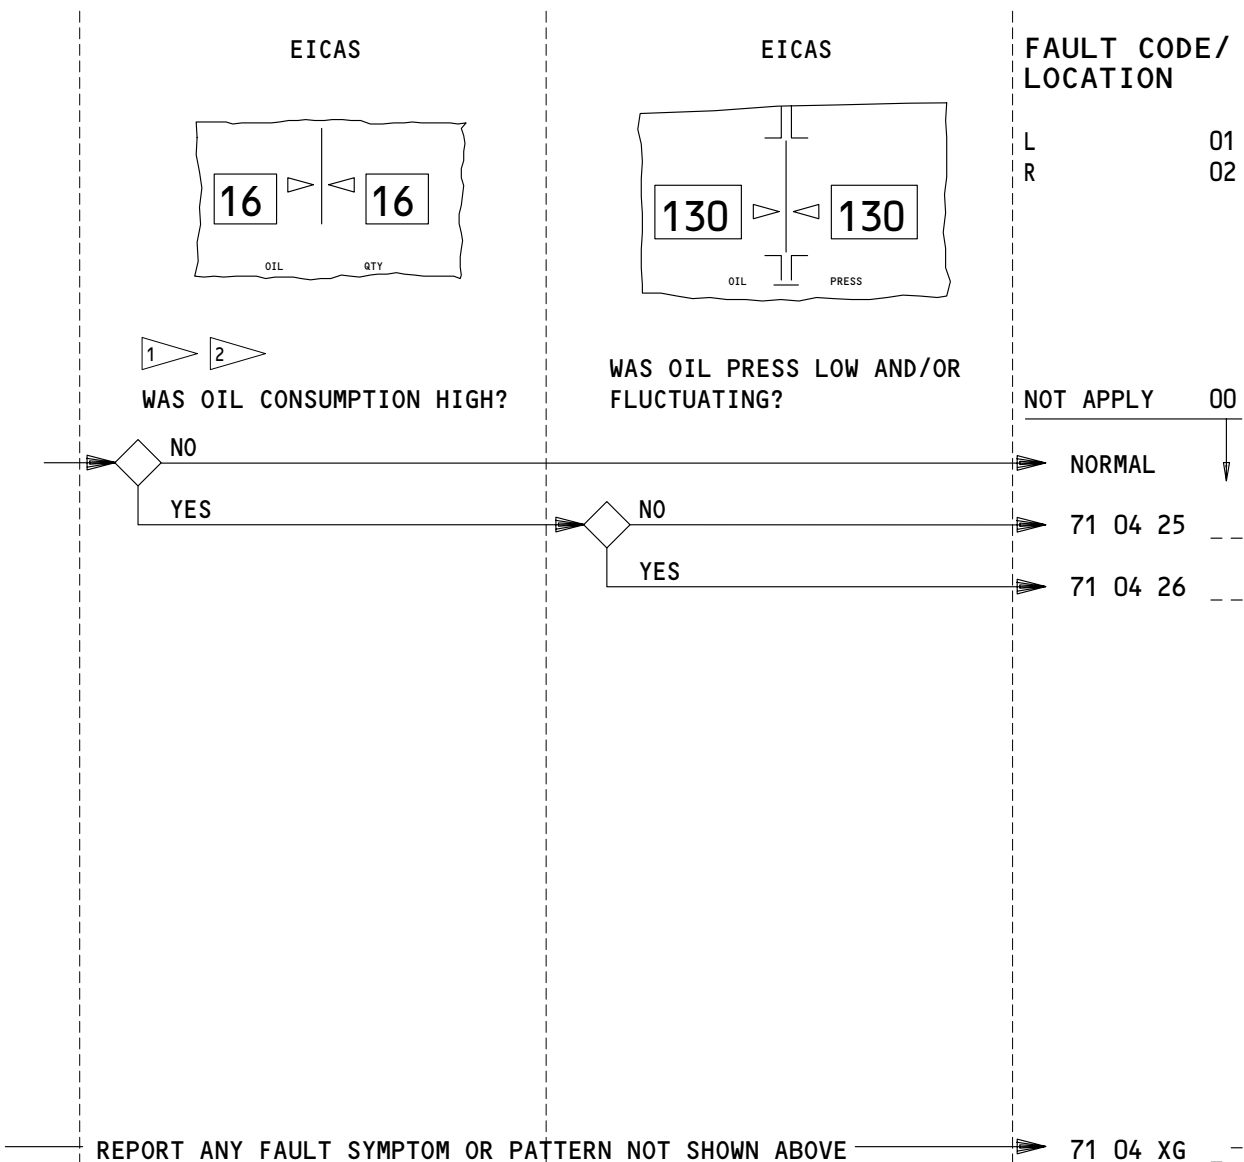 EICAS
EICAS
FAULT CODE/
LOCATION
L 01
R 02
16 16
OIL QTY
130 130
OIL PRESS
1 2
WAS OIL CONSUMPTION HIGH?
WAS OIL PRESS LOW AND/OR
FLUCTUATING?
NOT APPLY 00
NO
NORMAL
YES
NO
71 04 25 _ _
YES
71 04 26 _ _
REPORT ANY FAULT SYMPTOM OR PATTERN NOT SHOWN ABOVE
71 04 XG _ _